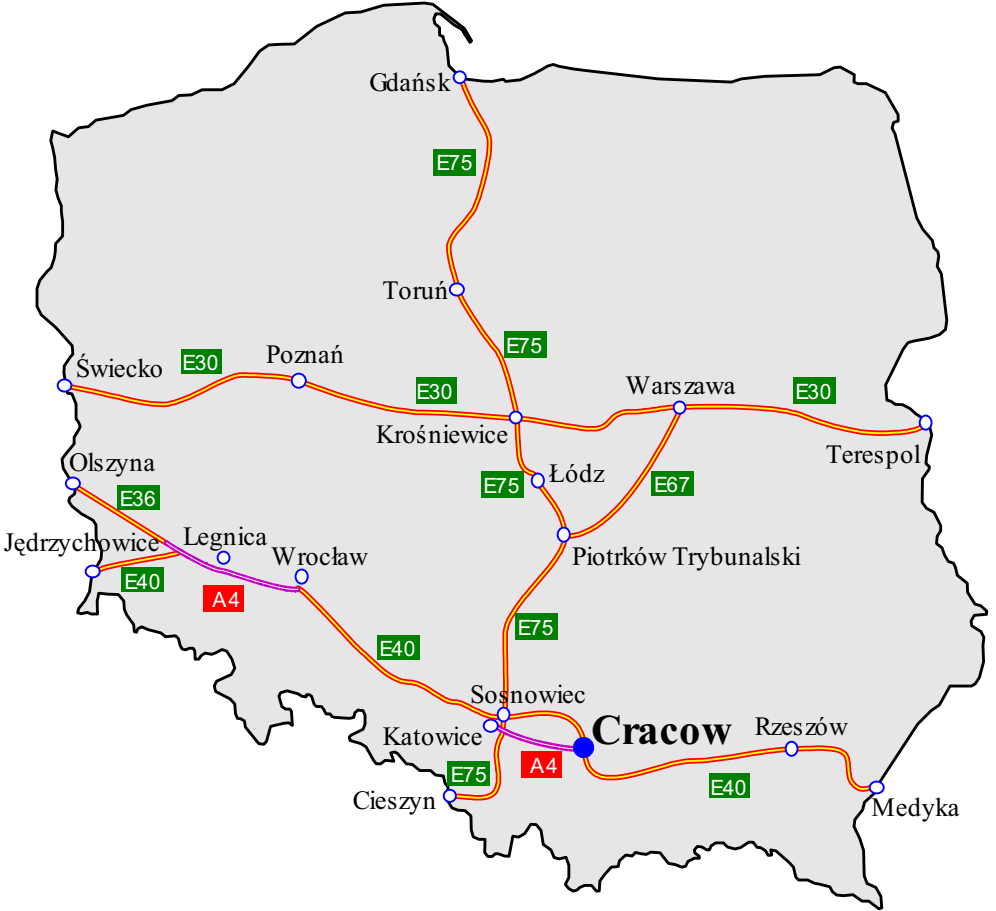 Gdańsk
E75
Toruń
E75
Świecko
E30
Poznań
E30
Warszawa
E30
Krośniewice
Terespol
Olszyna
E36
E75
Łódz
E67
Jędrzychowice
Legnica
Wrocław
Piotrków Trybunalski
E40
A4
E75
E40
Sosnowiec
Katowice
Cracow
Rzeszów
E75
A4
E40
Cieszyn
Medyka